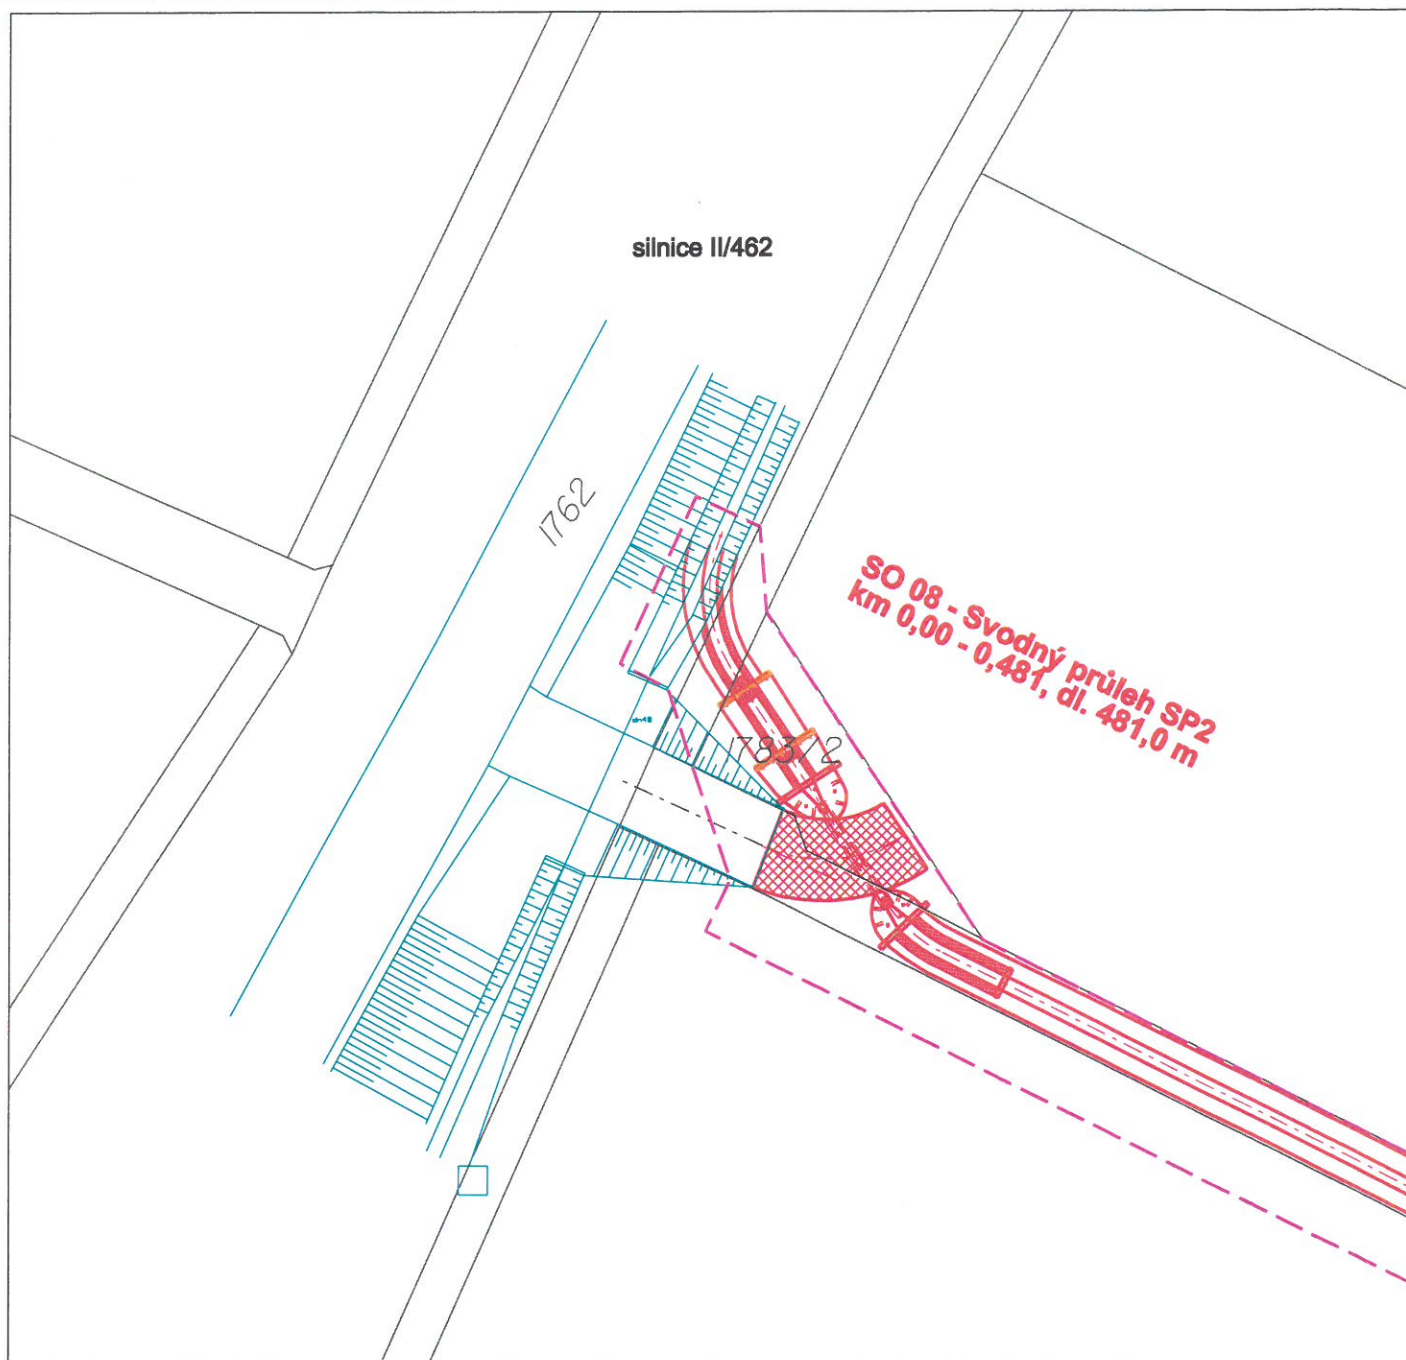 silnice II/462
1762
SO 08 - Svodný průleh SP2
km 0,00 - 0,481, dl. 481,0 m
1783/2